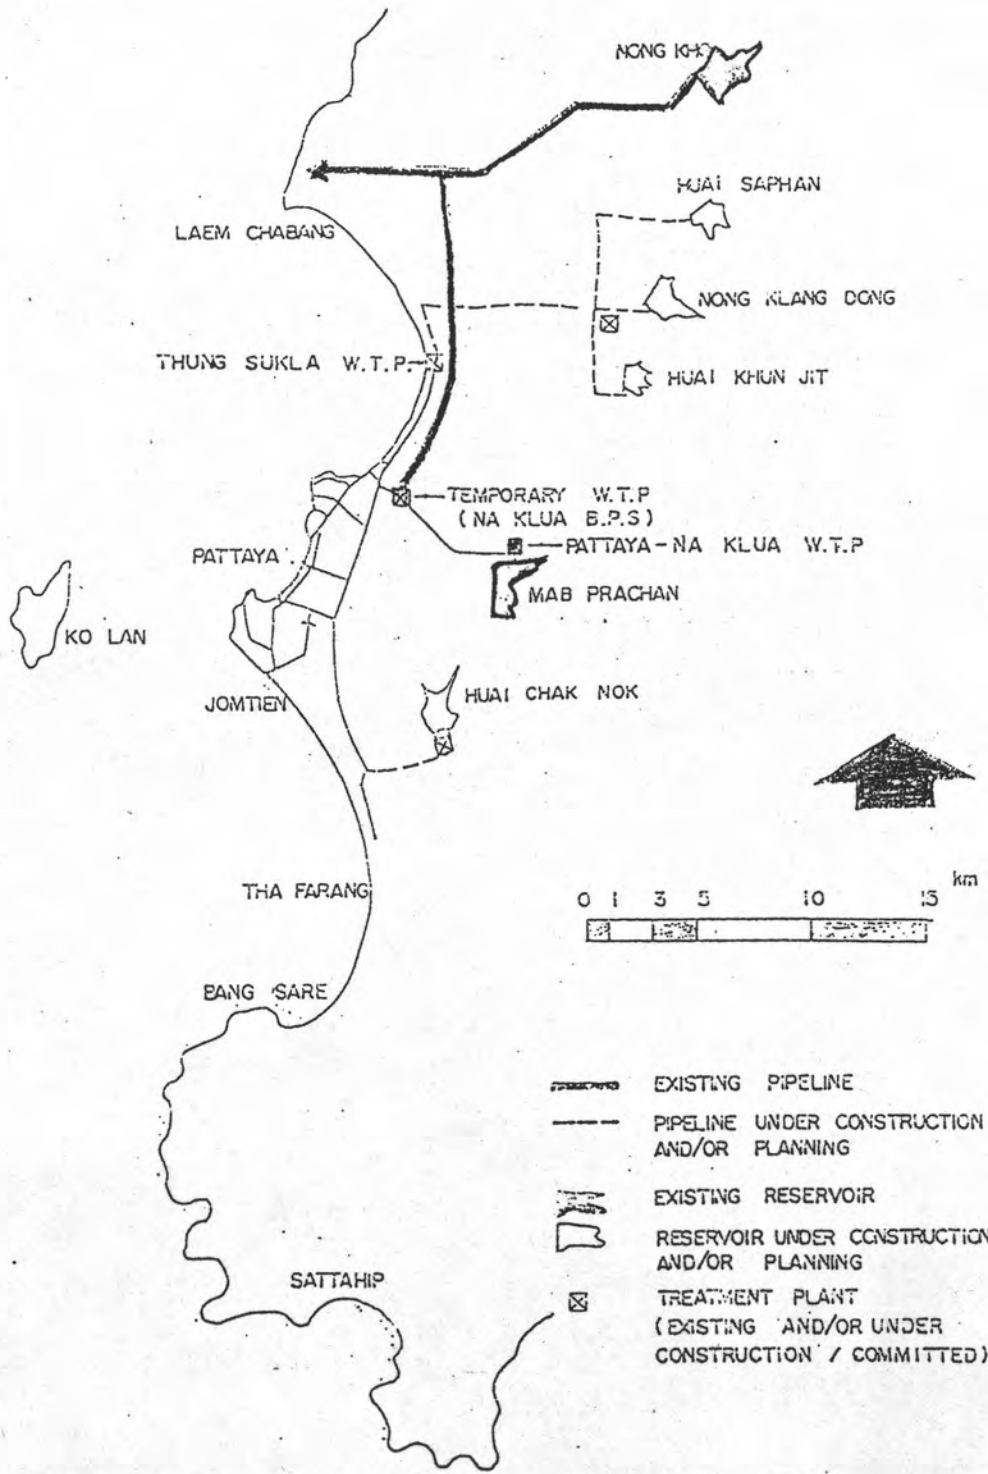 NONG KHO
HUAI SAPHAN
LAEM CHABANG
NONG KLANG DONG
THUNG SUKLA W.T.P.
HUAI KHUN JIT
TEMPORARY W.T.P
(NA KLUA B.P.S)
PATTAYA-NA KLUA W.T.P
PATTAYA
MAB PRACHAN
KO LAN
HUAI CHAK NOK
JOMTIEN
THA FARANG
km
0 1 3 5 10 15
BANG SARE
EXISTING PIPELINE
PIPELINE UNDER CONSTRUCTION
AND/OR PLANNING
EXISTING RESERVOIR
RESERVOIR UNDER CONSTRUCTION
AND/OR PLANNING
SATTAHIP
TREATMENT PLANT
(EXISTING AND/OR UNDER
CONSTRUCTION / COMMITTED)